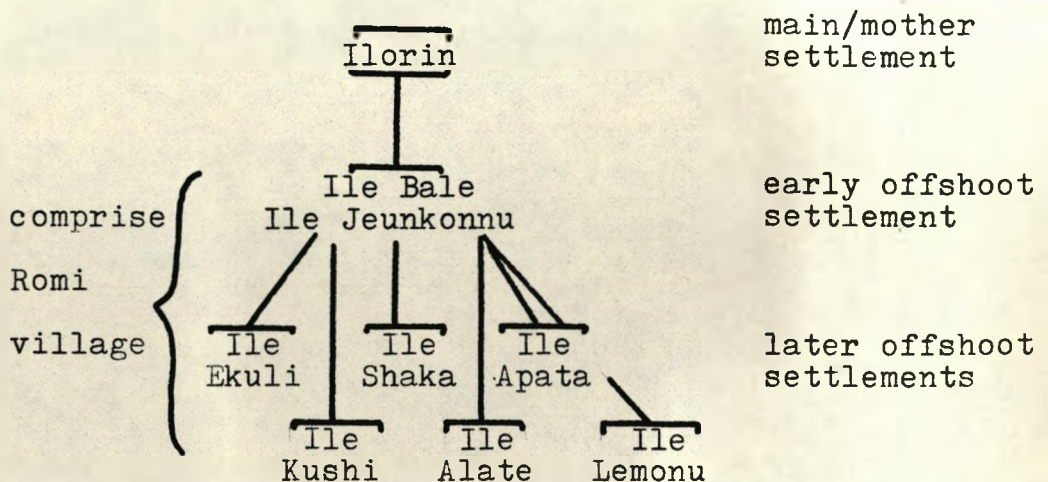 Ilorin
main/mother
settlement
Ile Bale
Ile Jeunkonnu
early offshoot
settlement
comprise
Romi
village
Ile
Ekuli
Ile
Shaka
Ile
Apata
later offshoot
settlements
Ile
Kushi
Ile
Alate
Ile
Lemonu